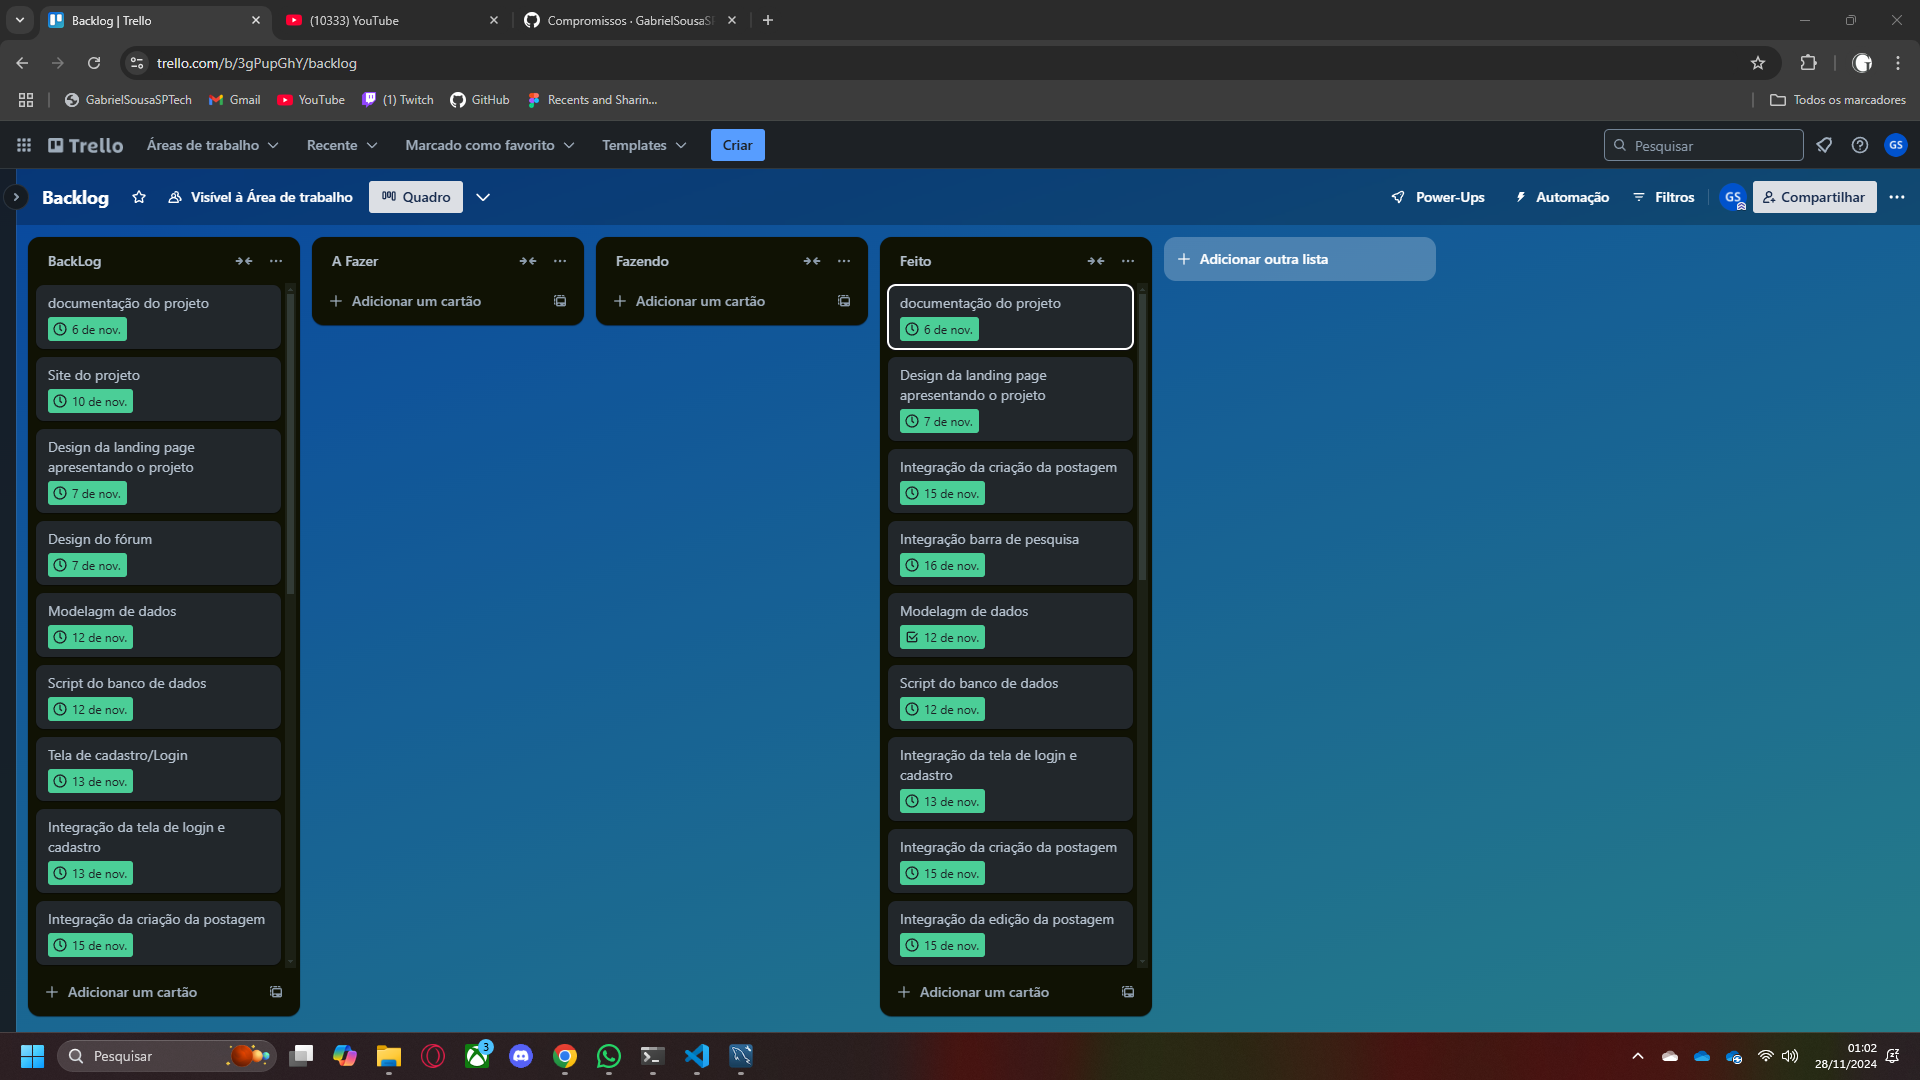 Backlog | Trello
(10333) YouTube
Compromissos · GabrielSousaSP
trello.com/b/3gPupGhY/backlog
GabrielSousaSPTech
Gmail
YouTube
(1) Twitch
GitHub
Recents and Sharin...
Todos os marcadores
Trello
Áreas de trabalho
Recente
Marcado como favorito
Templates
Criar
Pesquisar
GS
Backlog
Visível à Área de trabalho
Quadro
Power-Ups
Automação
Filtros
GS
Compartilhar
BackLog
documentação do projeto
6 de nov.
Site do projeto
10 de nov.
Design da landing page
apresentando o projeto
7 de nov.
Design do fórum
7 de nov.
Modelagm de dados
12 de nov.
Script do banco de dados
12 de nov.
Tela de cadastro/Login
13 de nov.
Integração da tela de logjn e
cadastro
13 de nov.
Integração da criação da postagem
15 de nov.
Adicionar um cartão
A Fazer
Adicionar um cartão
Fazendo
Adicionar um cartão
Feito
documentação do projeto
6 de nov.
Design da landing page
apresentando o projeto
7 de nov.
Integração da criação da postagem
15 de nov.
Integração barra de pesquisa
16 de nov.
Modelagm de dados
12 de nov.
Script do banco de dados
12 de nov.
Integração da tela de logjn e
cadastro
13 de nov.
Integração da criação da postagem
15 de nov.
Integração da edição da postagem
15 de nov.
Adicionar um cartão
Adicionar outra lista
Pesquisar
3
01:02
28/11/2024